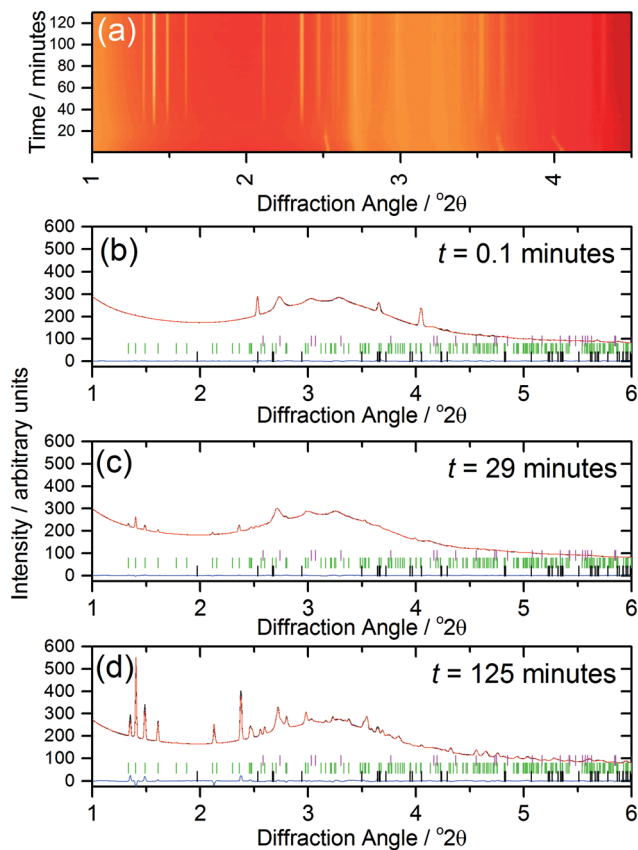 (a)
Time / minutes
120
100
80
60
40
20
1 2 3 4
Diffraction Angle / °2θ
(b)
t = 0.1 minutes
600
500
400
300
200
100
0
1 2 3 4 5 6
Diffraction Angle / °2θ
Intensity / arbitrary units
(c)
t = 29 minutes
600
500
400
300
200
100
0
1 2 3 4 5 6
Diffraction Angle / °2θ
(d)
t = 125 minutes
600
500
400
300
200
100
0
1 2 3 4 5 6
Diffraction Angle / °2θ